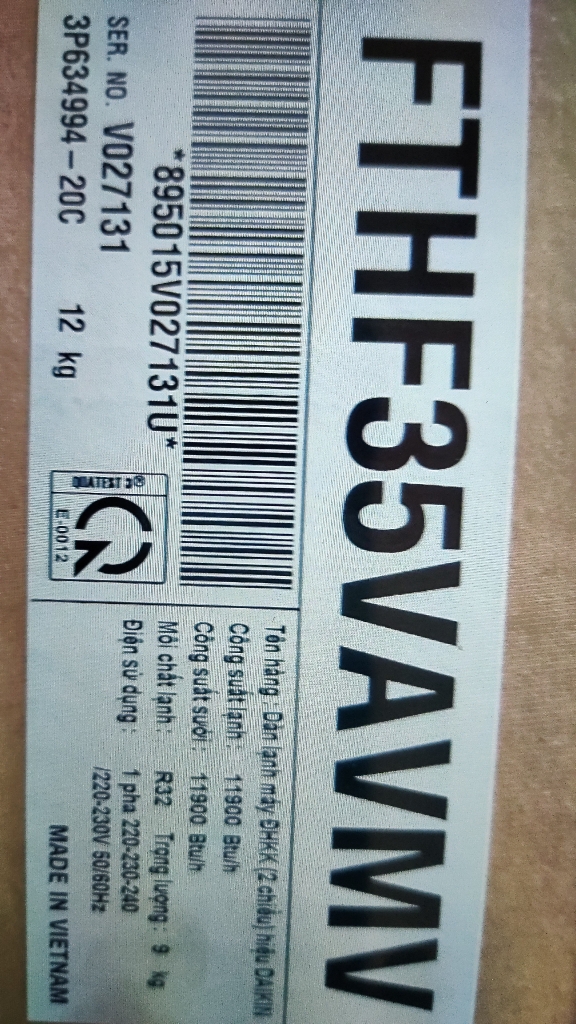 FTHF35VAVMV
*895015V027131U*
SER. NO. V027131
3P634994-20C 12 kg
QUATEST 3®
E-0012
Tên hàng : Dàn lạnh máy ĐHKK (2 chiều) hiệu DAIKIN
Công suất lạnh : 11900 Btu/h
Công suất sưởi : 11900 Btu/h
Môi chất lạnh : R32 Trọng lượng : 9 kg
Điện sử dụng : 1 pha 220-230-240
/220-230V 50/60Hz
MADE IN VIETNAM